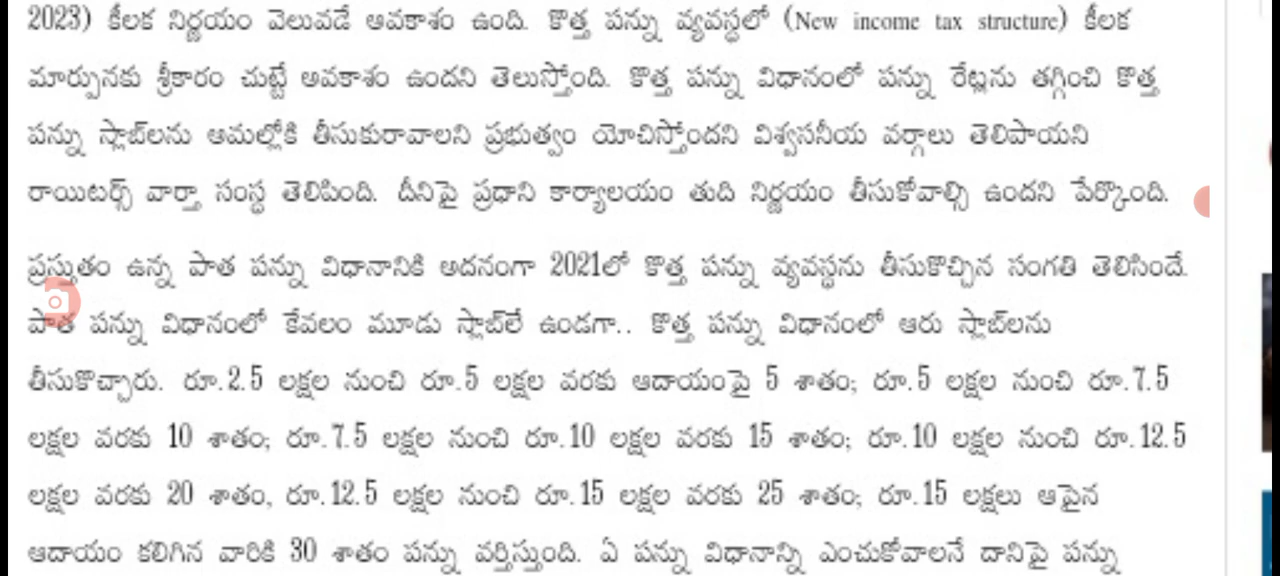 2023) కీలక నిర్ణయం వెలువడే అవకాశం ఉంది. కొత్త పన్ను వ్యవస్థలో (New income tax structure) కీలక
మార్పునకు శ్రీకారం చుట్టే అవకాశం ఉందని తెలుస్తోంది. కొత్త పన్ను విధానంలో పన్ను రేట్లను తగ్గించి కొత్త
పన్ను స్లాబ్‌లను అమల్లోకి తీసుకురావాలని ప్రభుత్వం యోచిస్తోందని విశ్వసనీయ వర్గాలు తెలిపాయని
రాయిటర్స్ వార్తా సంస్థ తెలిపింది. దీనిపై ప్రధాని కార్యాలయం తుది నిర్ణయం తీసుకోవాల్సి ఉందని పేర్కొంది.
ప్రస్తుతం ఉన్న పాత పన్ను విధానానికి అదనంగా 2021లో కొత్త పన్ను వ్యవస్థను తీసుకొచ్చిన సంగతి తెలిసిందే.
పాత పన్ను విధానంలో కేవలం మూడు స్లాబ్‌లే ఉండగా.. కొత్త పన్ను విధానంలో ఆరు స్లాబ్‌లను
తీసుకొచ్చారు. రూ.2.5 లక్షల నుంచి రూ.5 లక్షల వరకు ఆదాయంపై 5 శాతం; రూ.5 లక్షల నుంచి రూ.7.5
లక్షల వరకు 10 శాతం; రూ.7.5 లక్షల నుంచి రూ.10 లక్షల వరకు 15 శాతం; రూ.10 లక్షల నుంచి రూ.12.5
లక్షల వరకు 20 శాతం, రూ.12.5 లక్షల నుంచి రూ.15 లక్షల వరకు 25 శాతం; రూ.15 లక్షలు ఆపైన
ఆదాయం కలిగిన వారికి 30 శాతం పన్ను వర్తిస్తుంది. ఏ పన్ను విధానాన్ని ఎంచుకోవాలనే దానిపై పన్ను